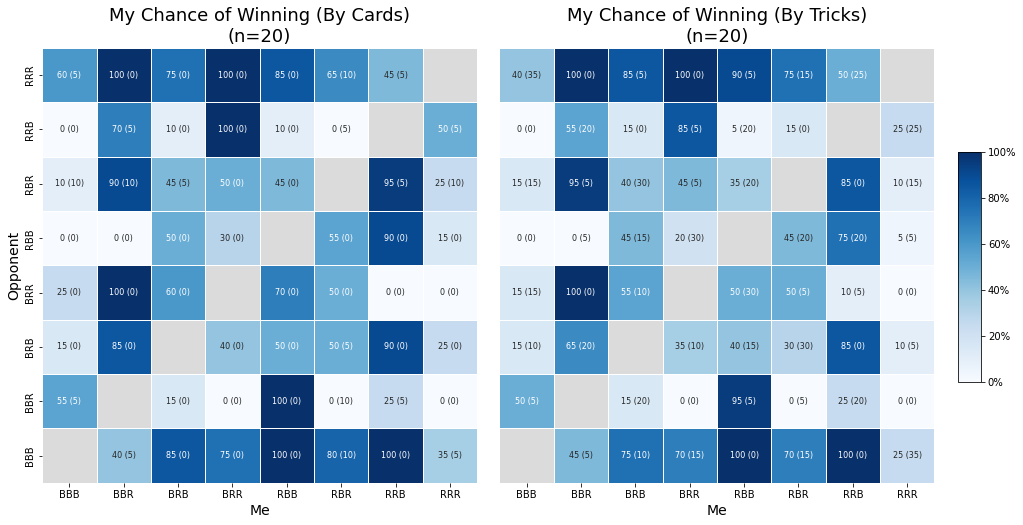 My Chance of Winning (By Cards)
(n=20)
My Chance of Winning (By Tricks)
(n=20)
Opponent
RRR 60 (5) 100 (0) 75 (0) 100 (0) 85 (0) 65 (10) 45 (5) 40 (35) 100 (0) 85 (5) 100 (0) 90 (5) 75 (15) 50 (25)
RRB 0 (0) 70 (5) 10 (0) 100 (0) 10 (0) 0 (5) 50 (5) 0 (0) 55 (20) 15 (0) 85 (5) 5 (20) 15 (0) 25 (25)
RBR 10 (10) 90 (10) 45 (5) 50 (0) 45 (0) 95 (5) 25 (10) 15 (15) 95 (5) 40 (30) 45 (5) 35 (20) 85 (0) 10 (15)
RBB 0 (0) 0 (0) 50 (0) 30 (0) 55 (0) 90 (0) 15 (0) 0 (0) 0 (5) 45 (15) 20 (30) 45 (20) 75 (20) 5 (5)
BRR 25 (0) 100 (0) 60 (0) 70 (0) 50 (0) 0 (0) 0 (0) 15 (15) 100 (0) 55 (10) 50 (30) 50 (5) 10 (5) 0 (0)
BRB 15 (0) 85 (0) 40 (0) 50 (0) 50 (5) 90 (0) 25 (0) 15 (10) 65 (20) 35 (10) 40 (15) 30 (30) 85 (0) 10 (5)
BBR 55 (5) 15 (0) 0 (0) 100 (0) 0 (10) 25 (5) 0 (0) 50 (5) 15 (20) 0 (0) 95 (5) 0 (5) 25 (20) 0 (0)
BBB 40 (5) 85 (0) 75 (0) 100 (0) 80 (10) 100 (0) 35 (5) 45 (5) 75 (10) 70 (15) 100 (0) 70 (15) 100 (0) 25 (35)
BBB BBR BRB BRR RBB RBR RRB RRR BBB BBR BRB BRR RBB RBR RRB RRR
Me
Me
100%
80%
60%
40%
20%
0%